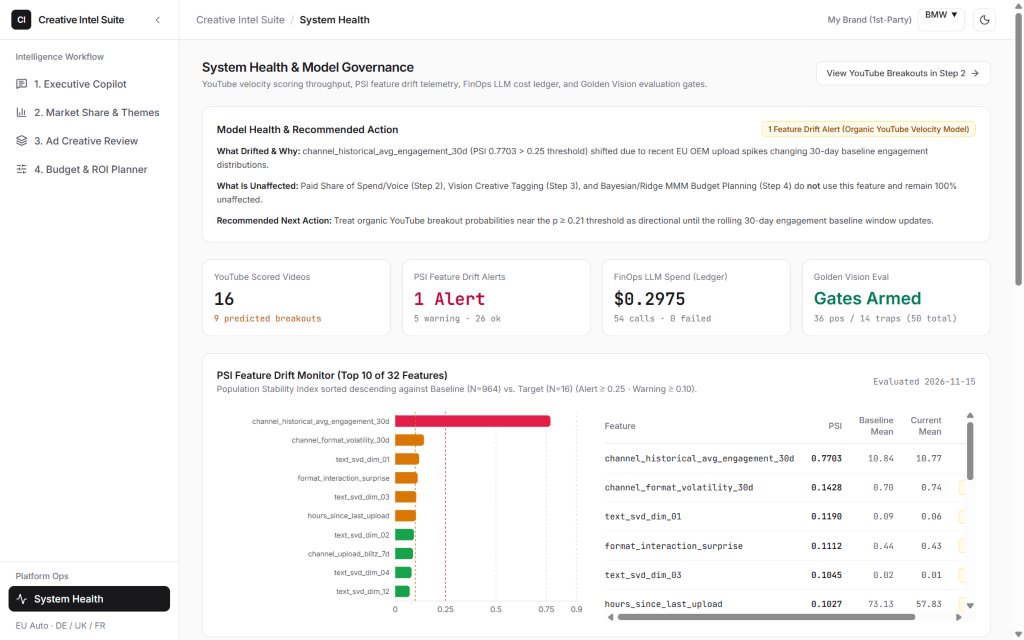 CI Creative Intel Suite
Intelligence Workflow
1. Executive Copilot
2. Market Share & Themes
3. Ad Creative Review
4. Budget & ROI Planner
Platform Ops
System Health
EU Auto · DE / UK / FR
Creative Intel Suite / System Health
My Brand (1st-Party) BMW
System Health & Model Governance
YouTube velocity scoring throughput, PSI feature drift telemetry, FinOps LLM cost ledger, and Golden Vision evaluation gates.
View YouTube Breakouts in Step 2 →
Model Health & Recommended Action
1 Feature Drift Alert (Organic YouTube Velocity Model)
What Drifted & Why: channel_historical_avg_engagement_30d (PSI 0.7703 > 0.25 threshold) shifted due to recent EU OEM upload spikes changing 30-day baseline engagement
distributions.
What Is Unaffected: Paid Share of Spend/Voice (Step 2), Vision Creative Tagging (Step 3), and Bayesian/Ridge MMM Budget Planning (Step 4) do not use this feature and remain 100%
unaffected.
Recommended Next Action: Treat organic YouTube breakout probabilities near the p ≥ 0.21 threshold as directional until the rolling 30-day engagement baseline window updates.
YouTube Scored Videos
16
9 predicted breakouts
PSI Feature Drift Alerts
1 Alert
5 warning · 26 ok
FinOps LLM Spend (Ledger)
$0.2975
54 calls · 0 failed
Golden Vision Eval
Gates Armed
36 pos / 14 traps (50 total)
PSI Feature Drift Monitor (Top 10 of 32 Features)
Population Stability Index sorted descending against Baseline (N=964) vs. Target (N=16) (Alert ≥ 0.25 · Warning ≥ 0.10).
Evaluated 2026-11-15
channel_historical_avg_engagement_30d
channel_format_volatility_30d
text_svd_dim_01
format_interaction_surprise
text_svd_dim_03
hours_since_last_upload
text_svd_dim_02
channel_upload_blitz_7d
text_svd_dim_04
text_svd_dim_12
0 0.25 0.5 0.75 0.9
Feature PSI Baseline Mean Current Mean
channel_historical_avg_engagement_30d 0.7703 10.84 10.77
channel_format_volatility_30d 0.1428 0.70 0.74
text_svd_dim_01 0.1190 0.09 0.06
format_interaction_surprise 0.1112 0.44 0.43
text_svd_dim_03 0.1045 0.02 0.01
hours_since_last_upload 0.1027 73.13 57.83